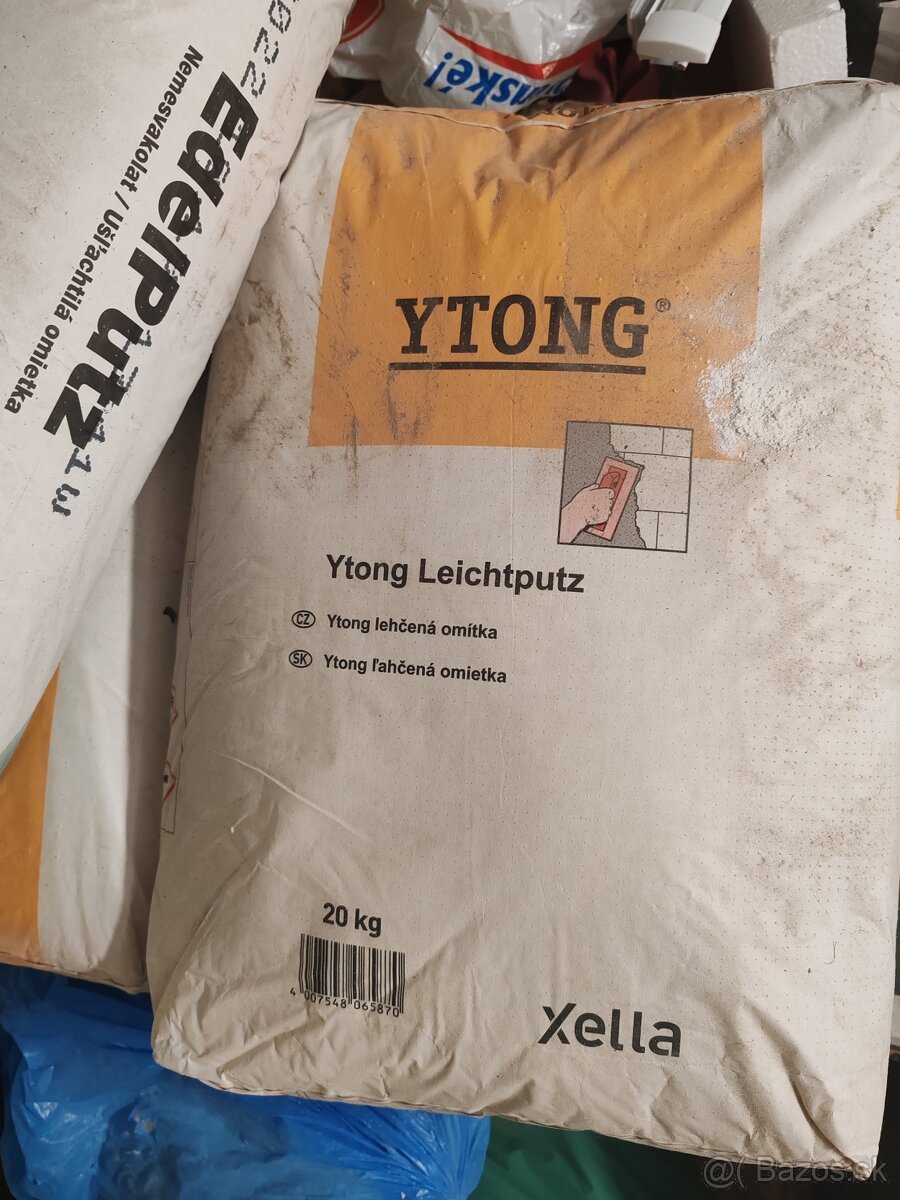 022
EdelPutz
Nemesvakolat / Ušľachtilá omietka
YTONG®
Ytong Leichtputz
CZ Ytong lehčená omítka
SK Ytong ľahčená omietka
20 kg
4 007548 065870
Xella
@( Bazos.sk